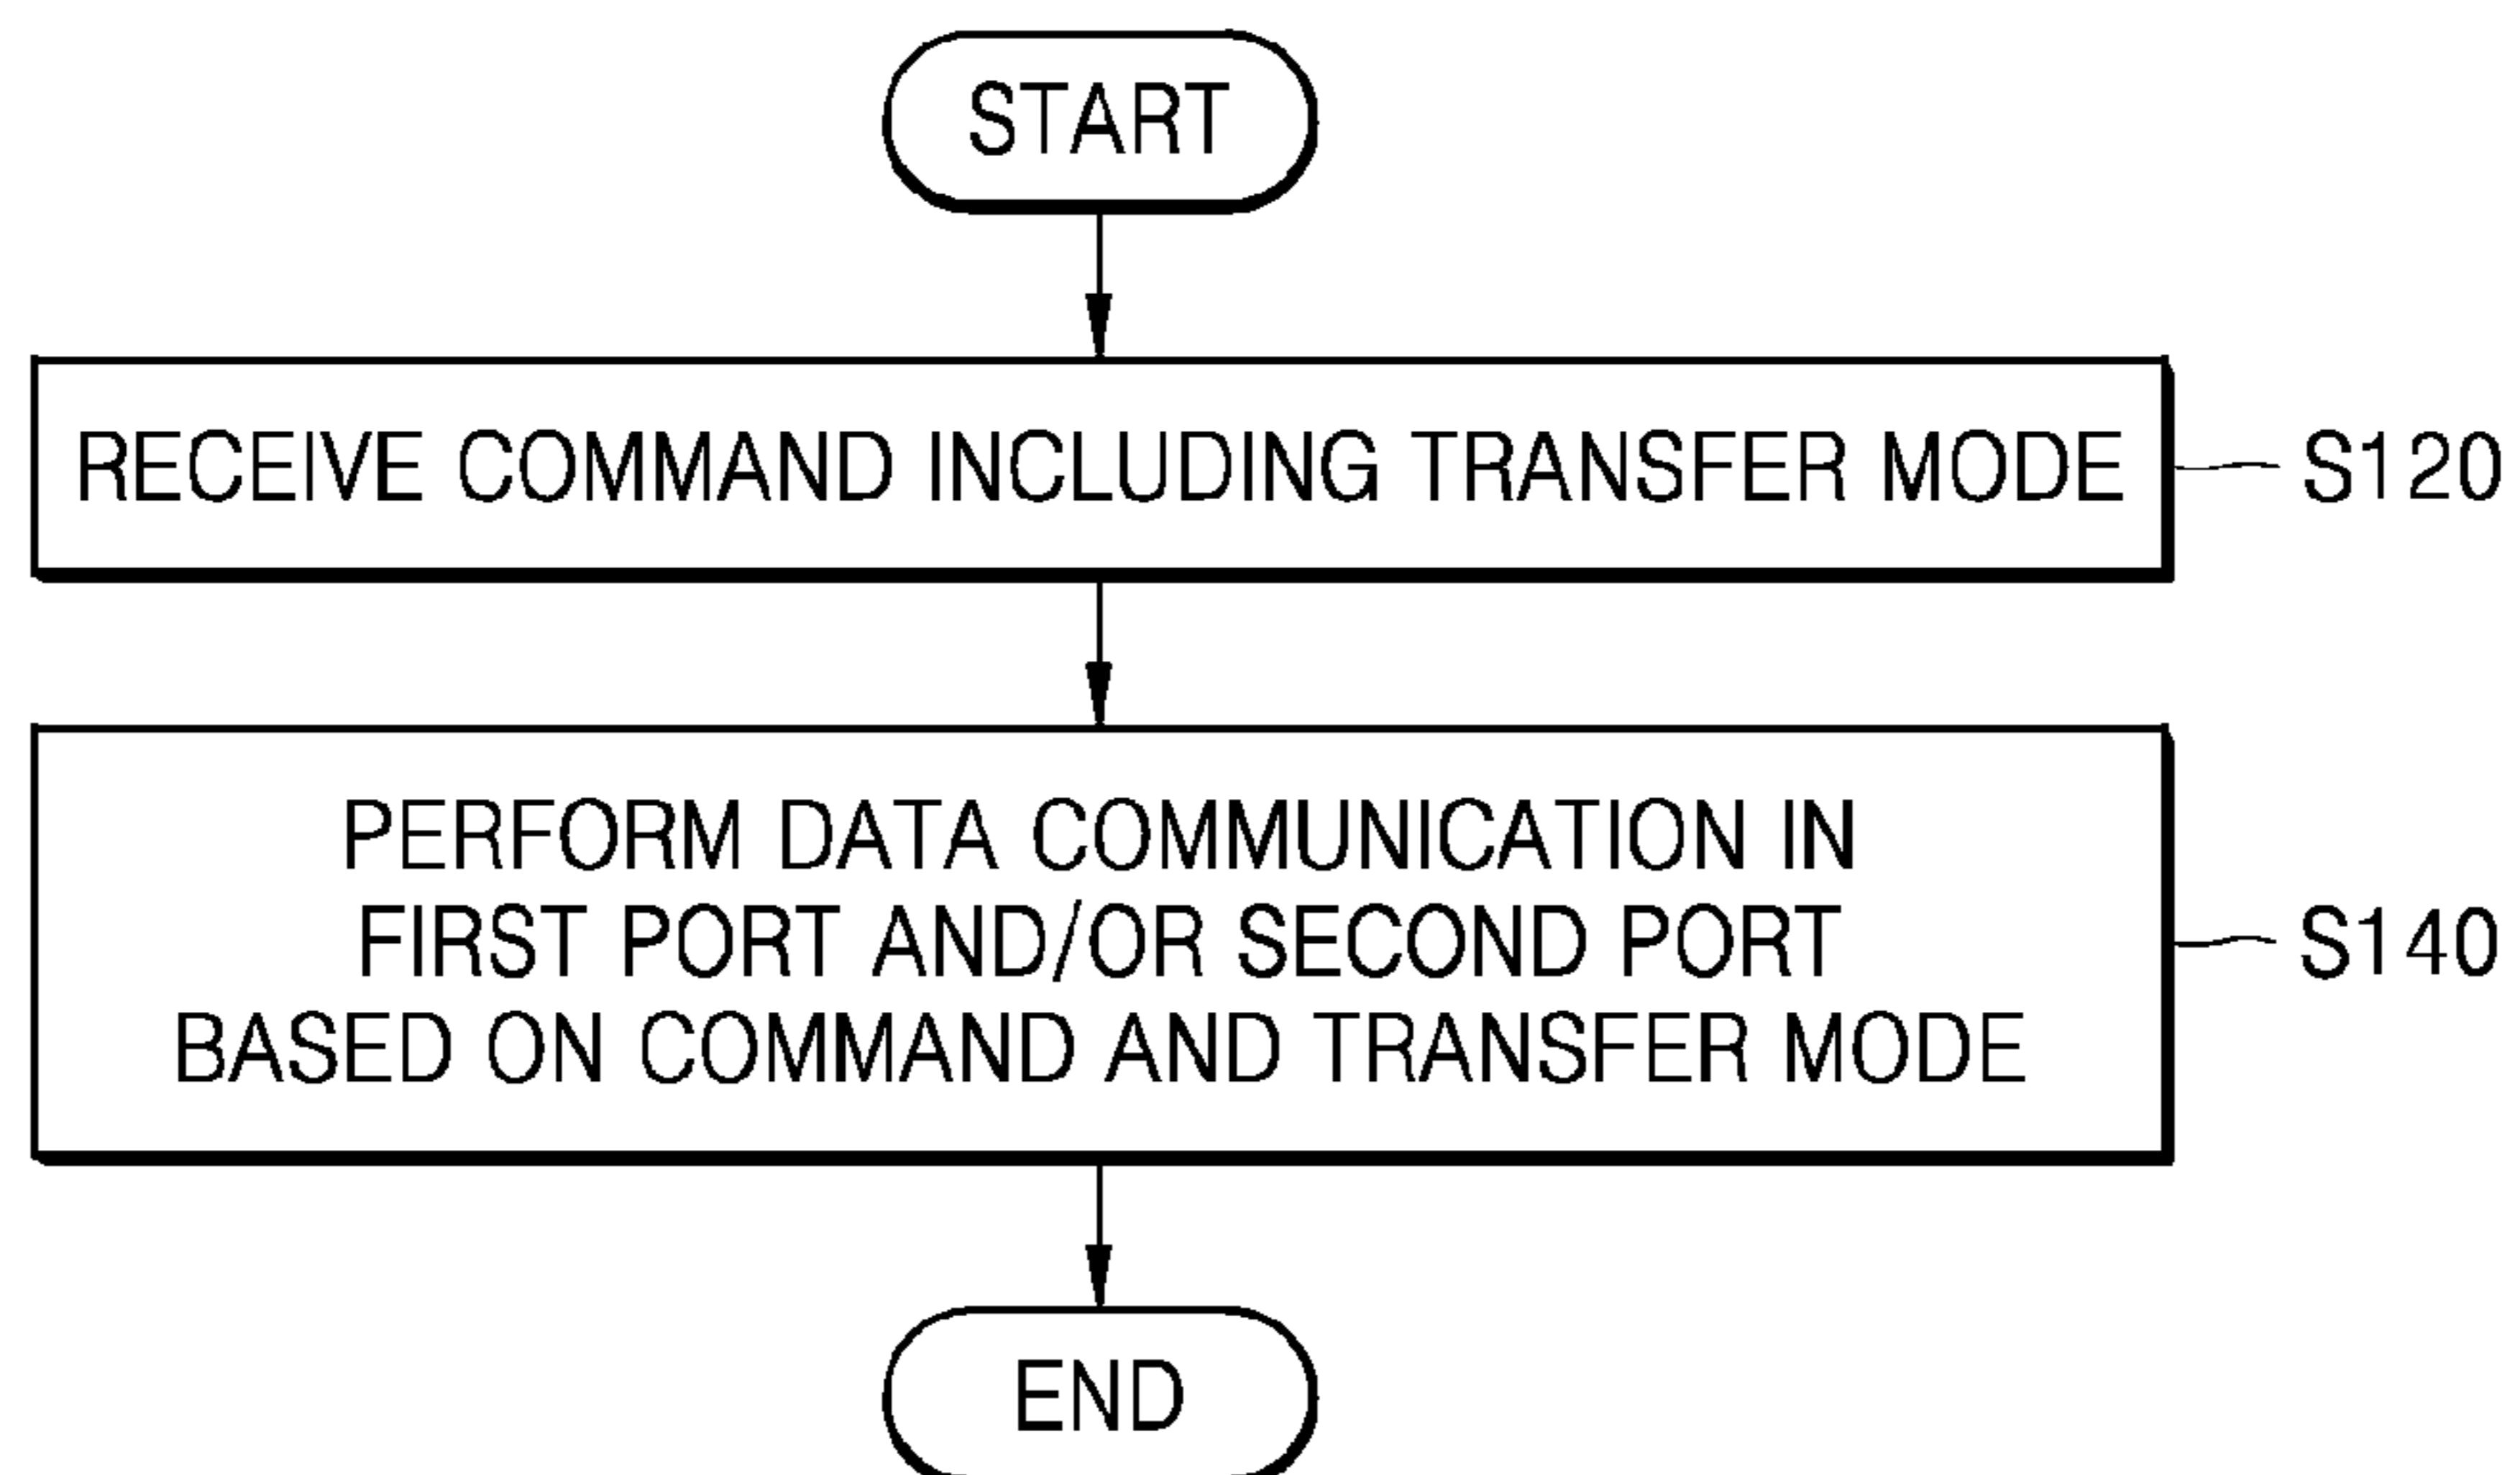 START
RECEIVE COMMAND INCLUDING TRANSFER MODE
S120
PERFORM DATA COMMUNICATION IN
FIRST PORT AND/OR SECOND PORT
BASED ON COMMAND AND TRANSFER MODE
S140
END